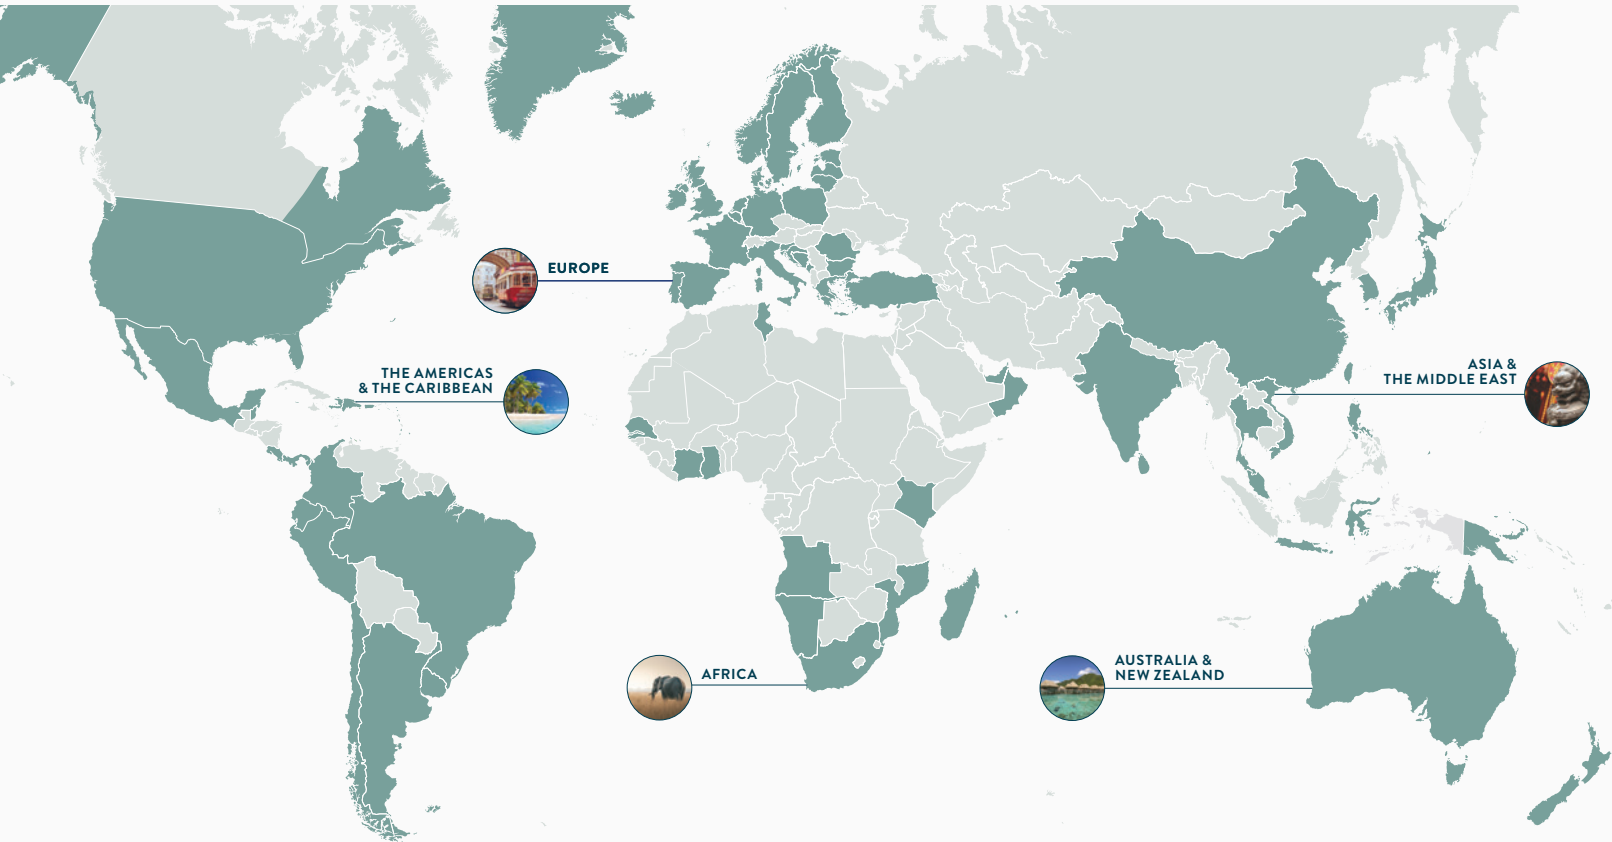 EUROPE
THE AMERICAS
& THE CARIBBEAN
ASIA &
THE MIDDLE EAST
AFRICA
AUSTRALIA &
NEW ZEALAND